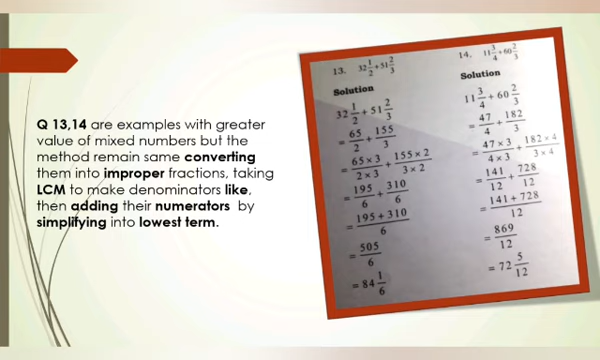 Q 13,14 are examples with greater
value of mixed numbers but the
method remain same converting
them into improper fractions, taking
LCM to make denominators like,
then adding their numerators by
simplifying into lowest term.
13. 32 1/2 + 51 2/3
Solution
32 1/2 + 51 2/3
= 65/2 + 155/3
= 65 × 3/2 × 3 + 155 × 2/3 × 2
= 195/6 + 310/6
= 195 + 310/6
= 505/6
= 84 1/6
14. 11 3/4 + 60 2/3
Solution
11 3/4 + 60 2/3
= 47/4 + 182/3
= 47 × 3/4 × 3 + 182 × 4/3 × 4
= 141/12 + 728/12
= 141 + 728/12
= 869/12
= 72 5/12